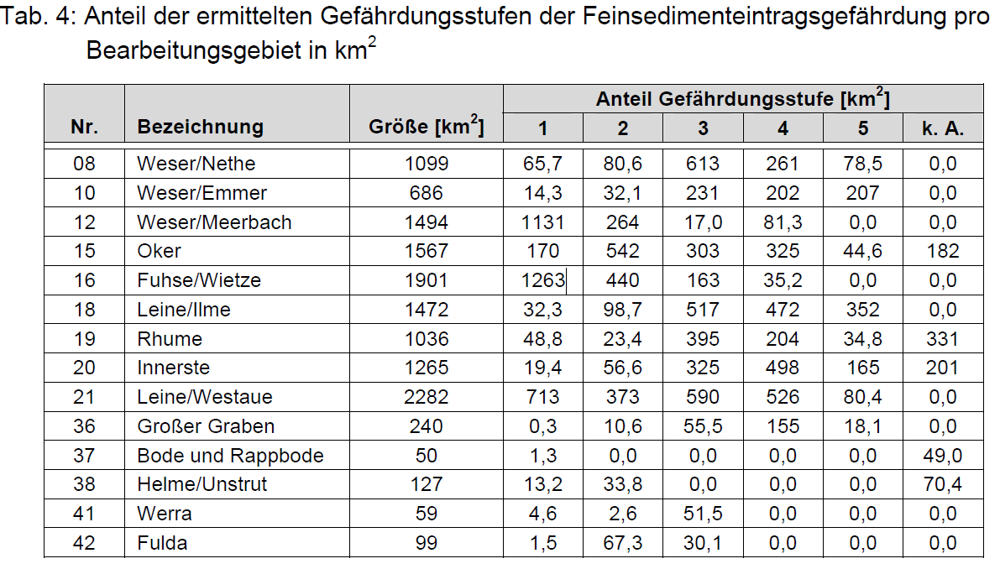 Tab. 4: Anteil der ermittelten Gefährdungsstufen der Feinsedimenteintragsgefährdung pro
Bearbeitungsgebiet in km²
Anteil Gefährdungsstufe [km²]
Nr. Bezeichnung Größe [km²] 1 2 3 4 5 k. A.
08 Weser/Nethe 1099 65,7 80,6 613 261 78,5 0,0
10 Weser/Emmer 686 14,3 32,1 231 202 207 0,0
12 Weser/Meerbach 1494 1131 264 17,0 81,3 0,0 0,0
15 Oker 1567 170 542 303 325 44,6 182
16 Fuhse/Wietze 1901 1263 440 163 35,2 0,0 0,0
18 Leine/Ilme 1472 32,3 98,7 517 472 352 0,0
19 Rhume 1036 48,8 23,4 395 204 34,8 331
20 Innerste 1265 19,4 56,6 325 498 165 201
21 Leine/Westaue 2282 713 373 590 526 80,4 0,0
36 Großer Graben 240 0,3 10,6 55,5 155 18,1 0,0
37 Bode und Rappbode 50 1,3 0,0 0,0 0,0 0,0 49,0
38 Helme/Unstrut 127 13,2 33,8 0,0 0,0 0,0 70,4
41 Werra 59 4,6 2,6 51,5 0,0 0,0 0,0
42 Fulda 99 1,5 67,3 30,1 0,0 0,0 0,0